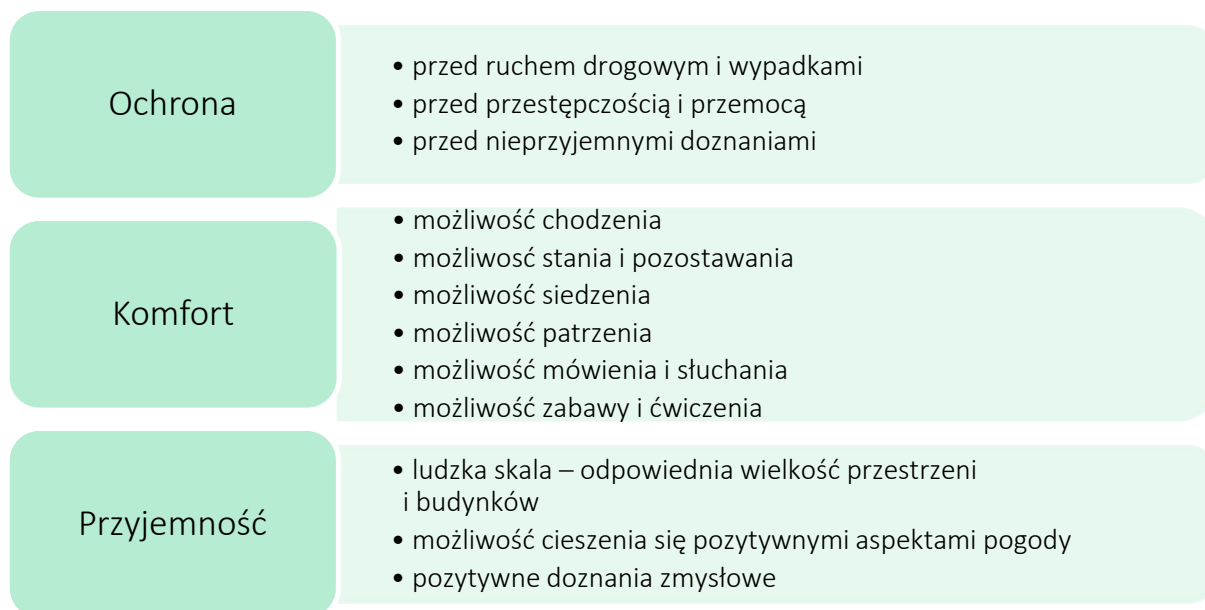 Ochrona
• przed ruchem drogowym i wypadkami
• przed przestępczością i przemocą
• przed nieprzyjemnymi doznaniami
Komfort
• możliwość chodzenia
• możliwosć stania i pozostawania
• możliwość siedzenia
• możliwość patrzenia
• możliwość mówienia i słuchania
• możliwość zabawy i ćwiczenia
Przyjemność
• ludzka skala – odpowiednia wielkość przestrzeni
i budynków
• możliwość cieszenia się pozytywnymi aspektami pogody
• pozytywne doznania zmysłowe